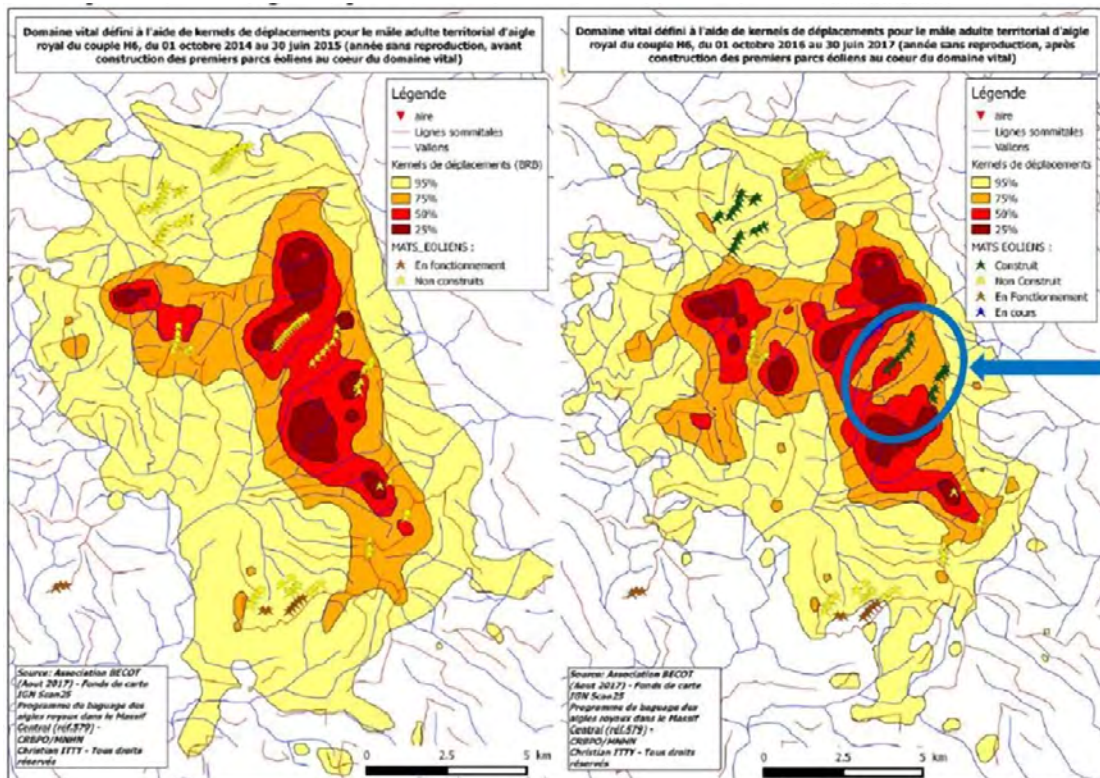 Domaine vital défini à l'aide de kernels de déplacements pour le mâle adulte territorial d'aigle
royal du couple H6, du 01 octobre 2014 au 30 juin 2015 (année sans reproduction, avant
construction des premiers parcs éoliens au coeur du domaine vital)
Légende
aire
Lignes sommitales
Vallons
Kernels de déplacements (BRB)
95%
75%
50%
25%
MATS_EOLIENS :
En fonctionnement
Non construits
Source: Association BECOT
(Aout 2017) - Fonds de carte
IGN Scan25
Programme de baguage des
aigles royaux dans le Massif
Central (réf.579) -
CRBPO/MNHN
Christian ITTY - Tous droits
réservés
0 2.5 5 km
Domaine vital défini à l'aide de kernels de déplacements pour le mâle adulte territorial d'aigle
royal du couple H6, du 01 octobre 2016 au 30 juin 2017 (année sans reproduction, après
construction des premiers parcs éoliens au coeur du domaine vital)
Légende
aire
Lignes sommitales
Vallons
Kernels de déplacements
95%
75%
50%
25%
MATS EOLIENS :
Construit
Non Construit
En Fonctionnement
En cours
Source: Association BECOT
(Aout 2017) - Fonds de carte
IGN Scan25
Programme de baguage des
aigles royaux dans le Massif
Central (réf.579) -
CRBPO/MNHN
Christian ITTY - Tous droits
réservés
0 2.5 5 km